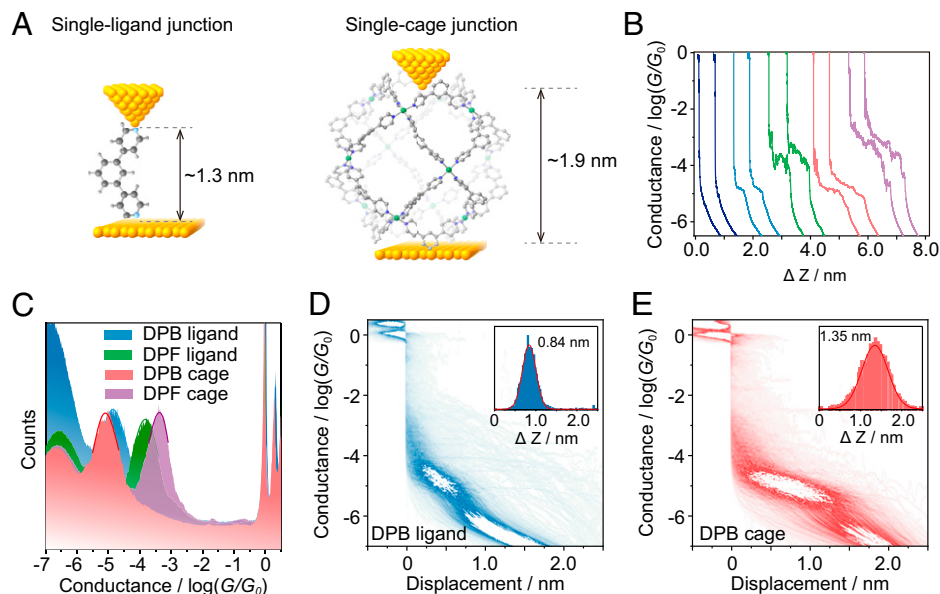 A
Single-ligand junction
Single-cage junction
~1.3 nm
~1.9 nm
B
Conductance / log(G/G₀)
0
-2
-4
-6
0.0
2.0
4.0
6.0
8.0
Δ Z / nm
C
DPB ligand
DPF ligand
DPB cage
DPF cage
Counts
-7
-6
-5
-4
-3
-2
-1
0
Conductance / log(G/G₀)
D
Conductance / log(G/G₀)
0
-2
-4
-6
0.84 nm
0
1
2
Δ Z / nm
DPB ligand
0.0
1.0
2.0
Displacement / nm
E
Conductance / log(G/G₀)
0
-2
-4
-6
1.35 nm
0
1
2
Δ Z / nm
DPB cage
0.0
1.0
2.0
Displacement / nm